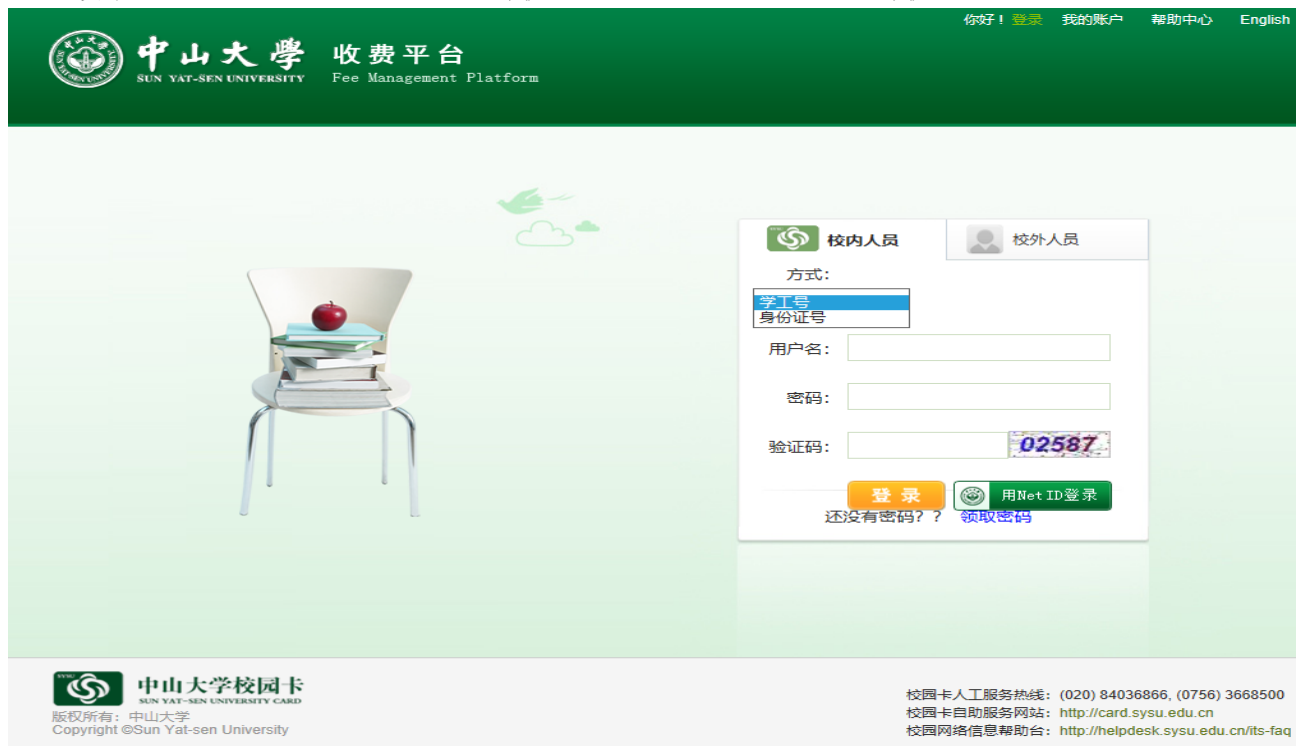 你好！登录 我的账户 帮助中心 English
中山大學 收费平台
SUN YAT-SEN UNIVERSITY Fee Management Platform
校内人员 校外人员
方式：
学工号
身份证号
用户名：
密码：
验证码： 02587
登 录 用NetID登录
还没有密码？？ 领取密码
中山大学校园卡
SUN YAT-SEN UNIVERSITY CARD
版权所有：中山大学
Copyright ©Sun Yat-sen University
校园卡人工服务热线：(020) 84036866, (0756) 3668500
校园卡自助服务网站：http://card.sysu.edu.cn
校园网络信息帮助台：http://helpdesk.sysu.edu.cn/its-faq